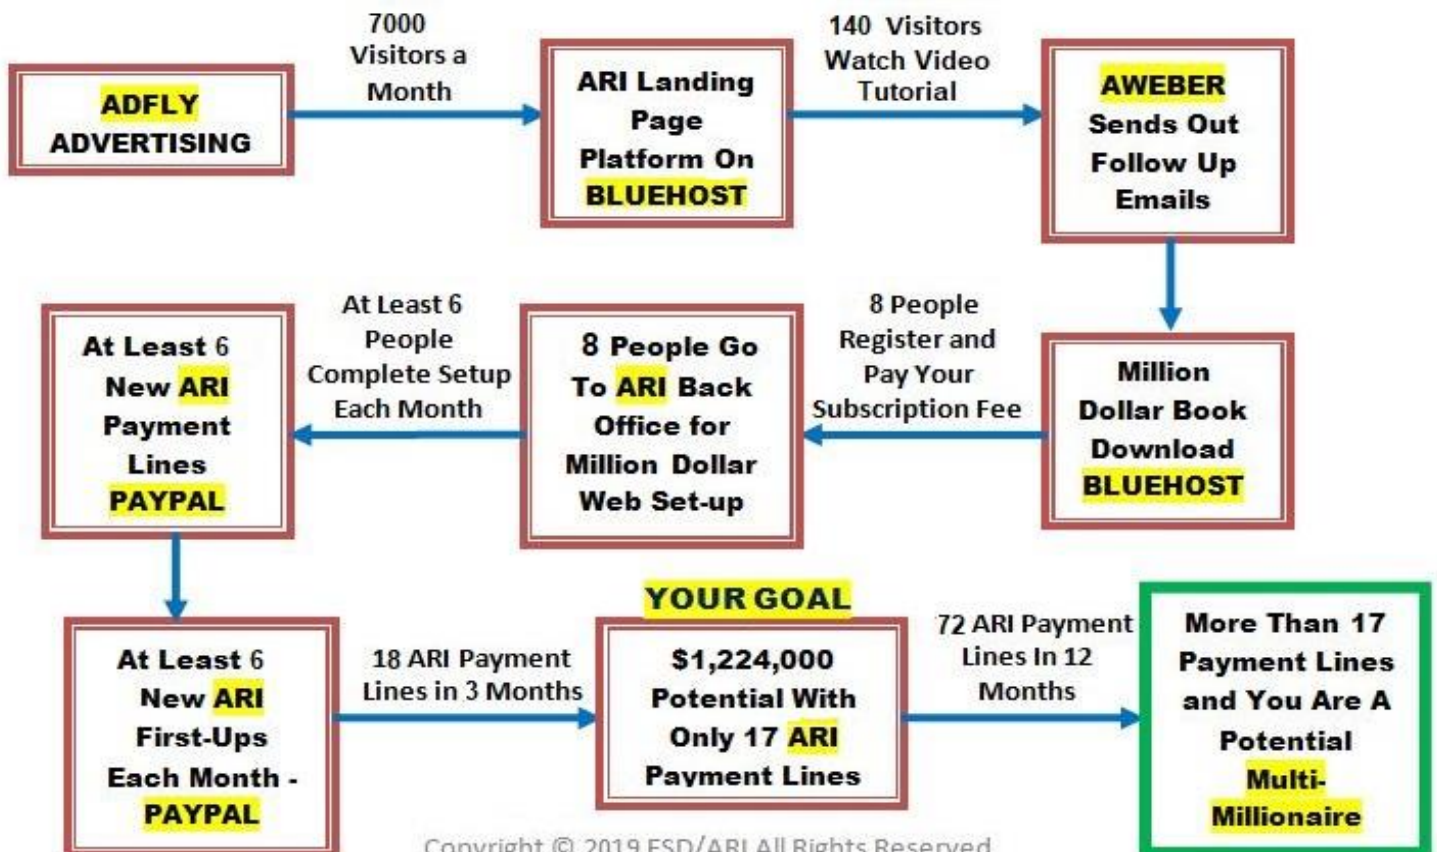 ADFLY
ADVERTISING
7000
Visitors a
Month
ARI Landing
Page
Platform On
BLUEHOST
140 Visitors
Watch Video
Tutorial
AWEBER
Sends Out
Follow Up
Emails
Million
Dollar Book
Download
BLUEHOST
8 People
Register and
Pay Your
Subscription Fee
8 People Go
To ARI Back
Office for
Million Dollar
Web Set-up
At Least 6
People
Complete Setup
Each Month
At Least 6
New ARI
Payment
Lines
PAYPAL
At Least 6
New ARI
First-Ups
Each Month -
PAYPAL
18 ARI Payment
Lines in 3 Months
YOUR GOAL
$1,224,000
Potential With
Only 17 ARI
Payment Lines
72 ARI Payment
Lines In 12
Months
More Than 17
Payment Lines
and You Are A
Potential
Multi-
Millionaire
Copyright © 2019 ESD/ARI All Rights Reserved